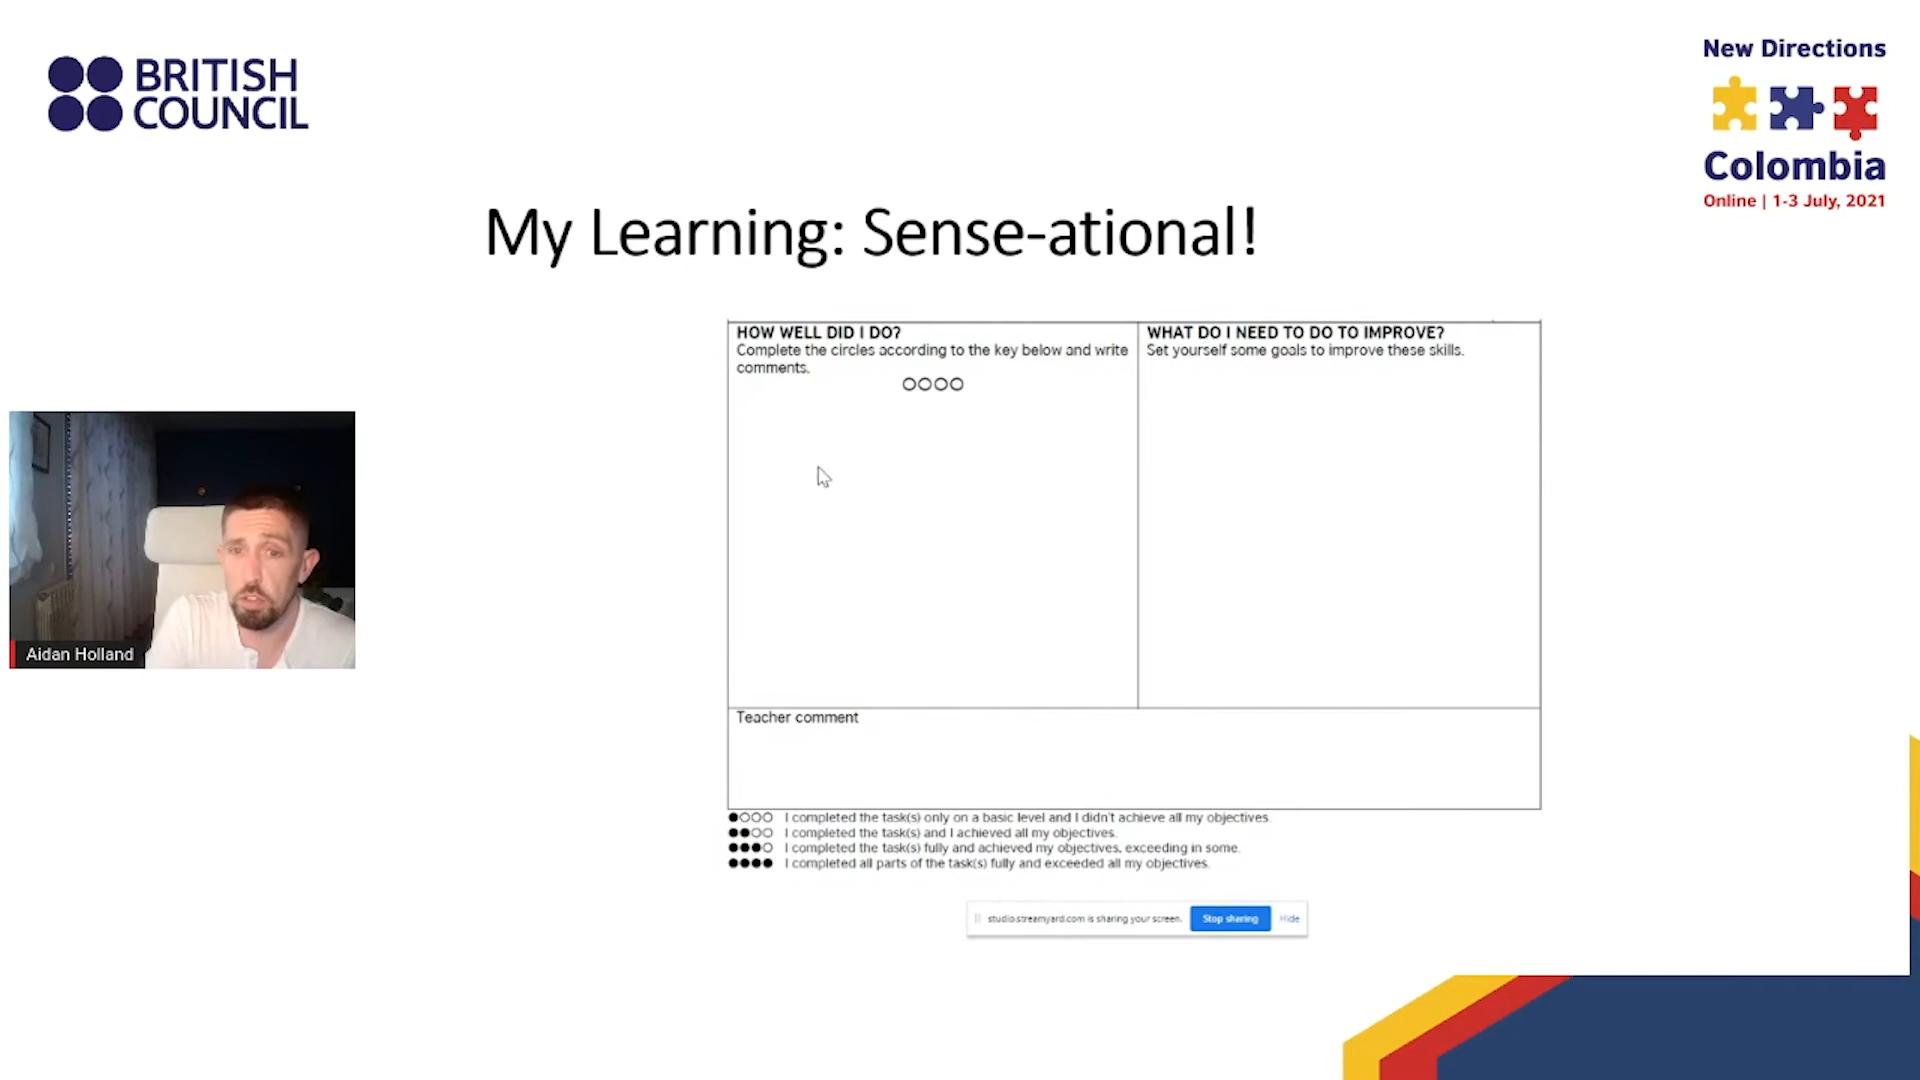 BRITISH
COUNCIL
New Directions
Colombia
Online | 1-3 July, 2021
My Learning: Sense-ational!
HOW WELL DID I DO?
Complete the circles according to the key below and write
comments.
WHAT DO I NEED TO DO TO IMPROVE?
Set yourself some goals to improve these skills.
Aidan Holland
Teacher comment
I completed the task(s) only on a basic level and I didn't achieve all my objectives.
I completed the task(s) and I achieved all my objectives.
I completed the task(s) fully and achieved my objectives, exceeding in some.
I completed all parts of the task(s) fully and exceeded all my objectives.
studio.streamyard.com is sharing your screen. Stop sharing Hide